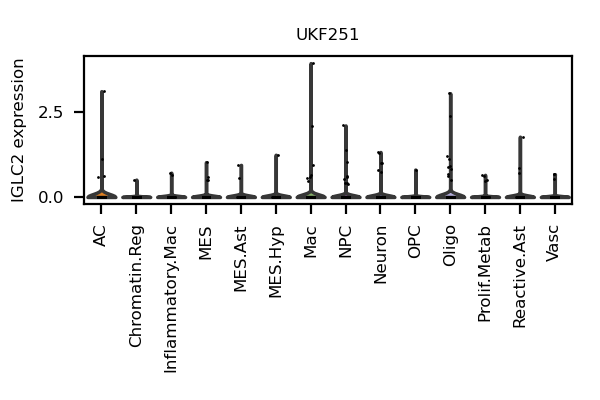 UKF251
IGLC2 expression
2.5
0.0
AC
Chromatin.Reg
Inflammatory.Mac
MES
MES.Ast
MES.Hyp
Mac
NPC
Neuron
OPC
Oligo
Prolif.Metab
Reactive.Ast
Vasc